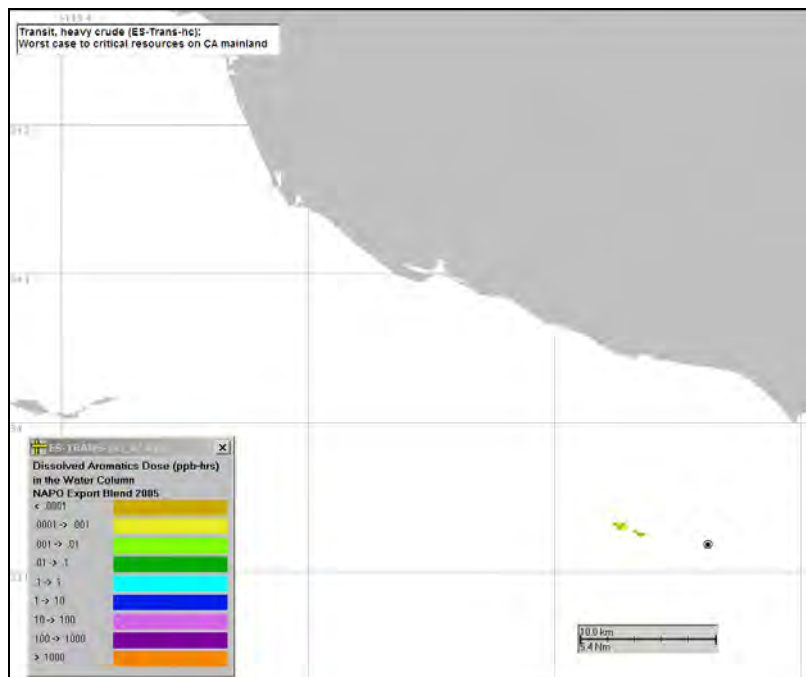 Transit, heavy crude (ES-Trans-hc):
Worst case to critical resources on CA mainland
Dissolved Aromatics Dose (ppb-hrs)
in the Water Column
NAPO Export Blend 2005
< .0001
.0001 -> .001
.001 -> .01
.01 -> .1
.1 -> 1
1 -> 10
10 -> 100
100 -> 1000
> 1000
10.0 km
5.4 Nm